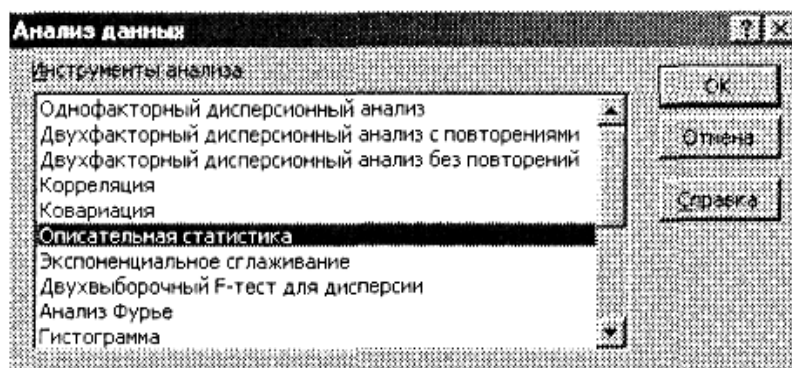 Анализ данных
Инструменты анализа
Однофакторный дисперсионный анализ
Двухфакторный дисперсионный анализ с повторениями
Двухфакторный дисперсионный анализ без повторений
Корреляция
Ковариация
Описательная статистика
Экспоненциальное сглаживание
Двухвыборочный F-тест для дисперсии
Анализ Фурье
Гистограмма
OK
Отмена
Справка